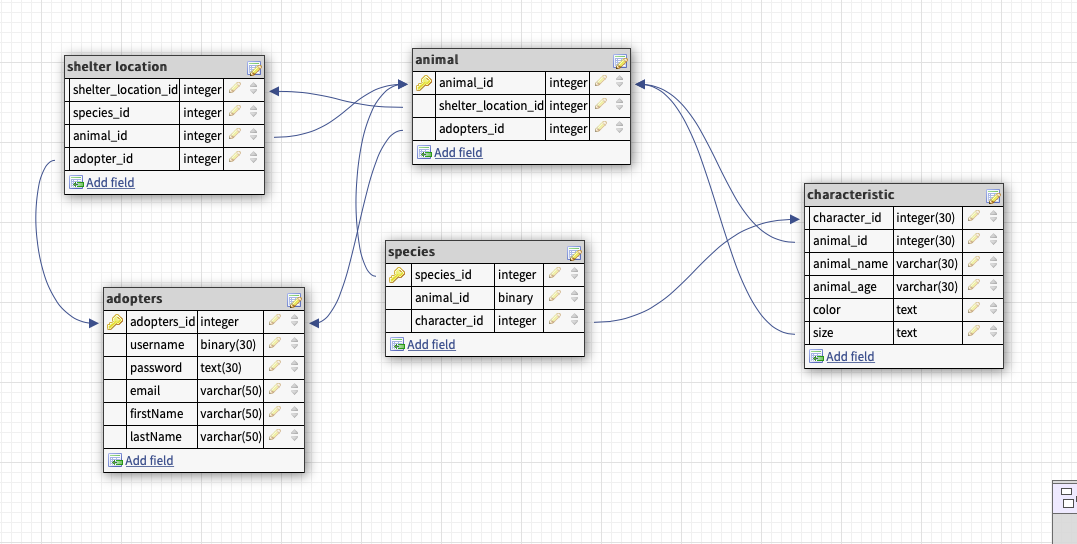 shelter location
shelter_location_id integer
species_id integer
animal_id integer
adopter_id integer
Add field
animal
animal_id integer
shelter_location_id integer
adopters_id integer
Add field
characteristic
character_id integer(30)
animal_id integer(30)
animal_name varchar(30)
animal_age varchar(30)
color text
size text
Add field
species
species_id integer
animal_id binary
character_id integer
Add field
adopters
adopters_id integer
username binary(30)
password text(30)
email varchar(50)
firstName varchar(50)
lastName varchar(50)
Add field